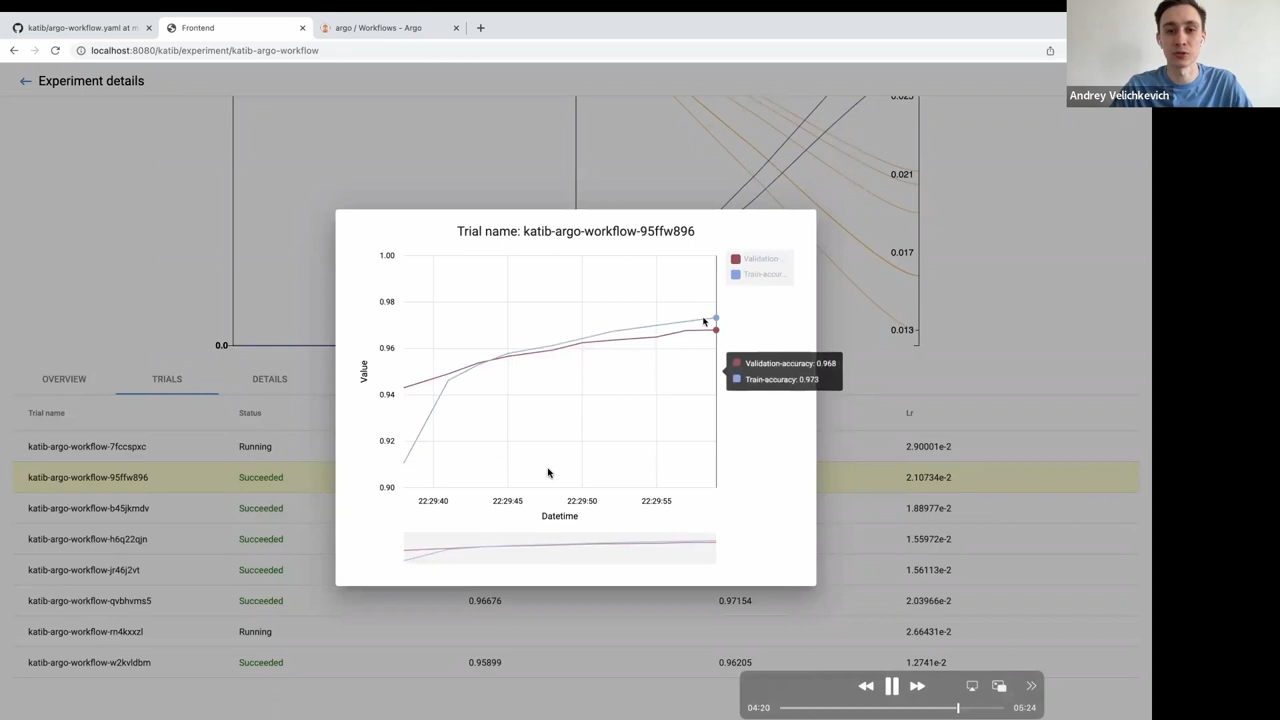 katib/argo-workflow.yaml at m
Frontend
argo / Workflows - Argo
localhost:8080/katib/experiment/katib-argo-workflow
Andrey Velichkevich
Experiment details
0.021
0.017
0.013
0.0
Trial name: katib-argo-workflow-95ffw896
1.00
0.98
0.96
0.94
0.92
0.90
Value
22:29:40 22:29:45 22:29:50 22:29:55
Datetime
Validation-...
Train-accur...
Validation-accuracy: 0.968
Train-accuracy: 0.973
OVERVIEW TRIALS DETAILS
Trial name Status Lr
katib-argo-workflow-7fccspxc Running 2.90001e-2
katib-argo-workflow-95ffw896 Succeeded 2.10734e-2
katib-argo-workflow-b45jkmdv Succeeded 1.88977e-2
katib-argo-workflow-h6q22qjn Succeeded 1.55972e-2
katib-argo-workflow-jr46j2vt Succeeded 1.56113e-2
katib-argo-workflow-qvbhvms5 Succeeded 0.96676 0.97154 2.03966e-2
katib-argo-workflow-rn4kxxzl Running 2.66431e-2
katib-argo-workflow-w2kvldbm Succeeded 0.95899 0.96205 1.2741e-2
04:20 05:24